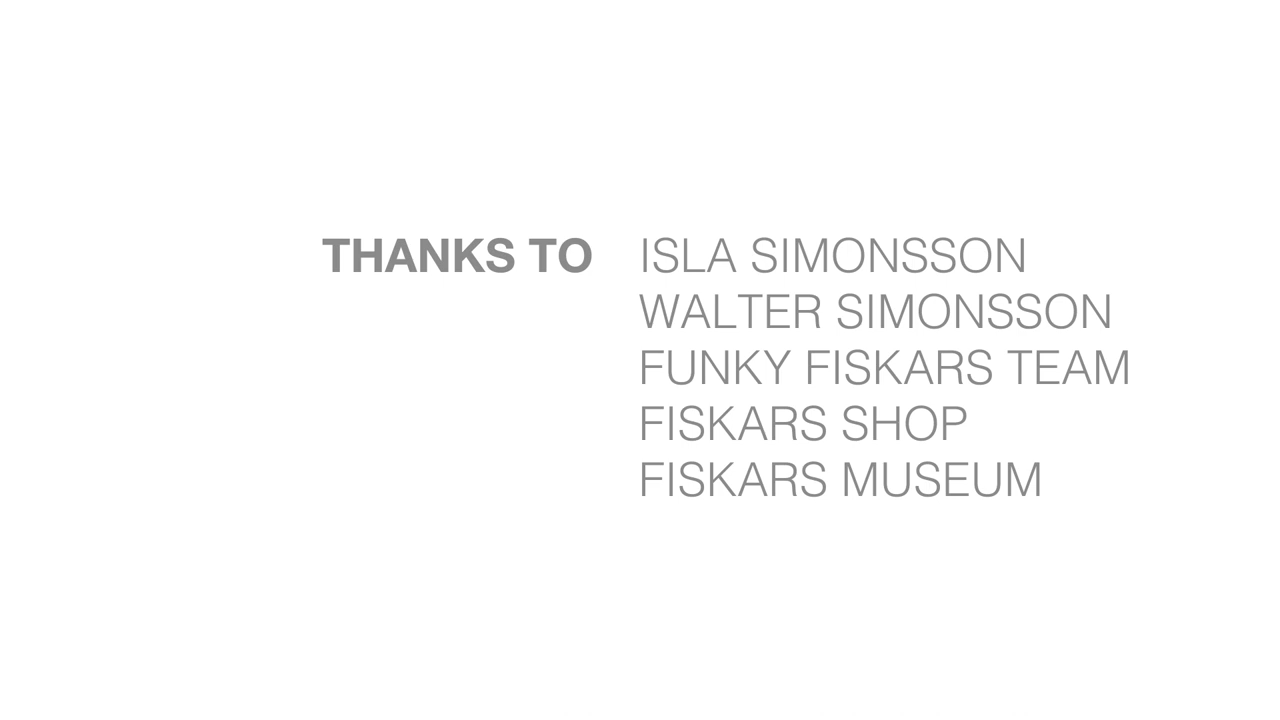 THANKS TO ISLA SIMONSSON
WALTER SIMONSSON
FUNKY FISKARS TEAM
FISKARS SHOP
FISKARS MUSEUM